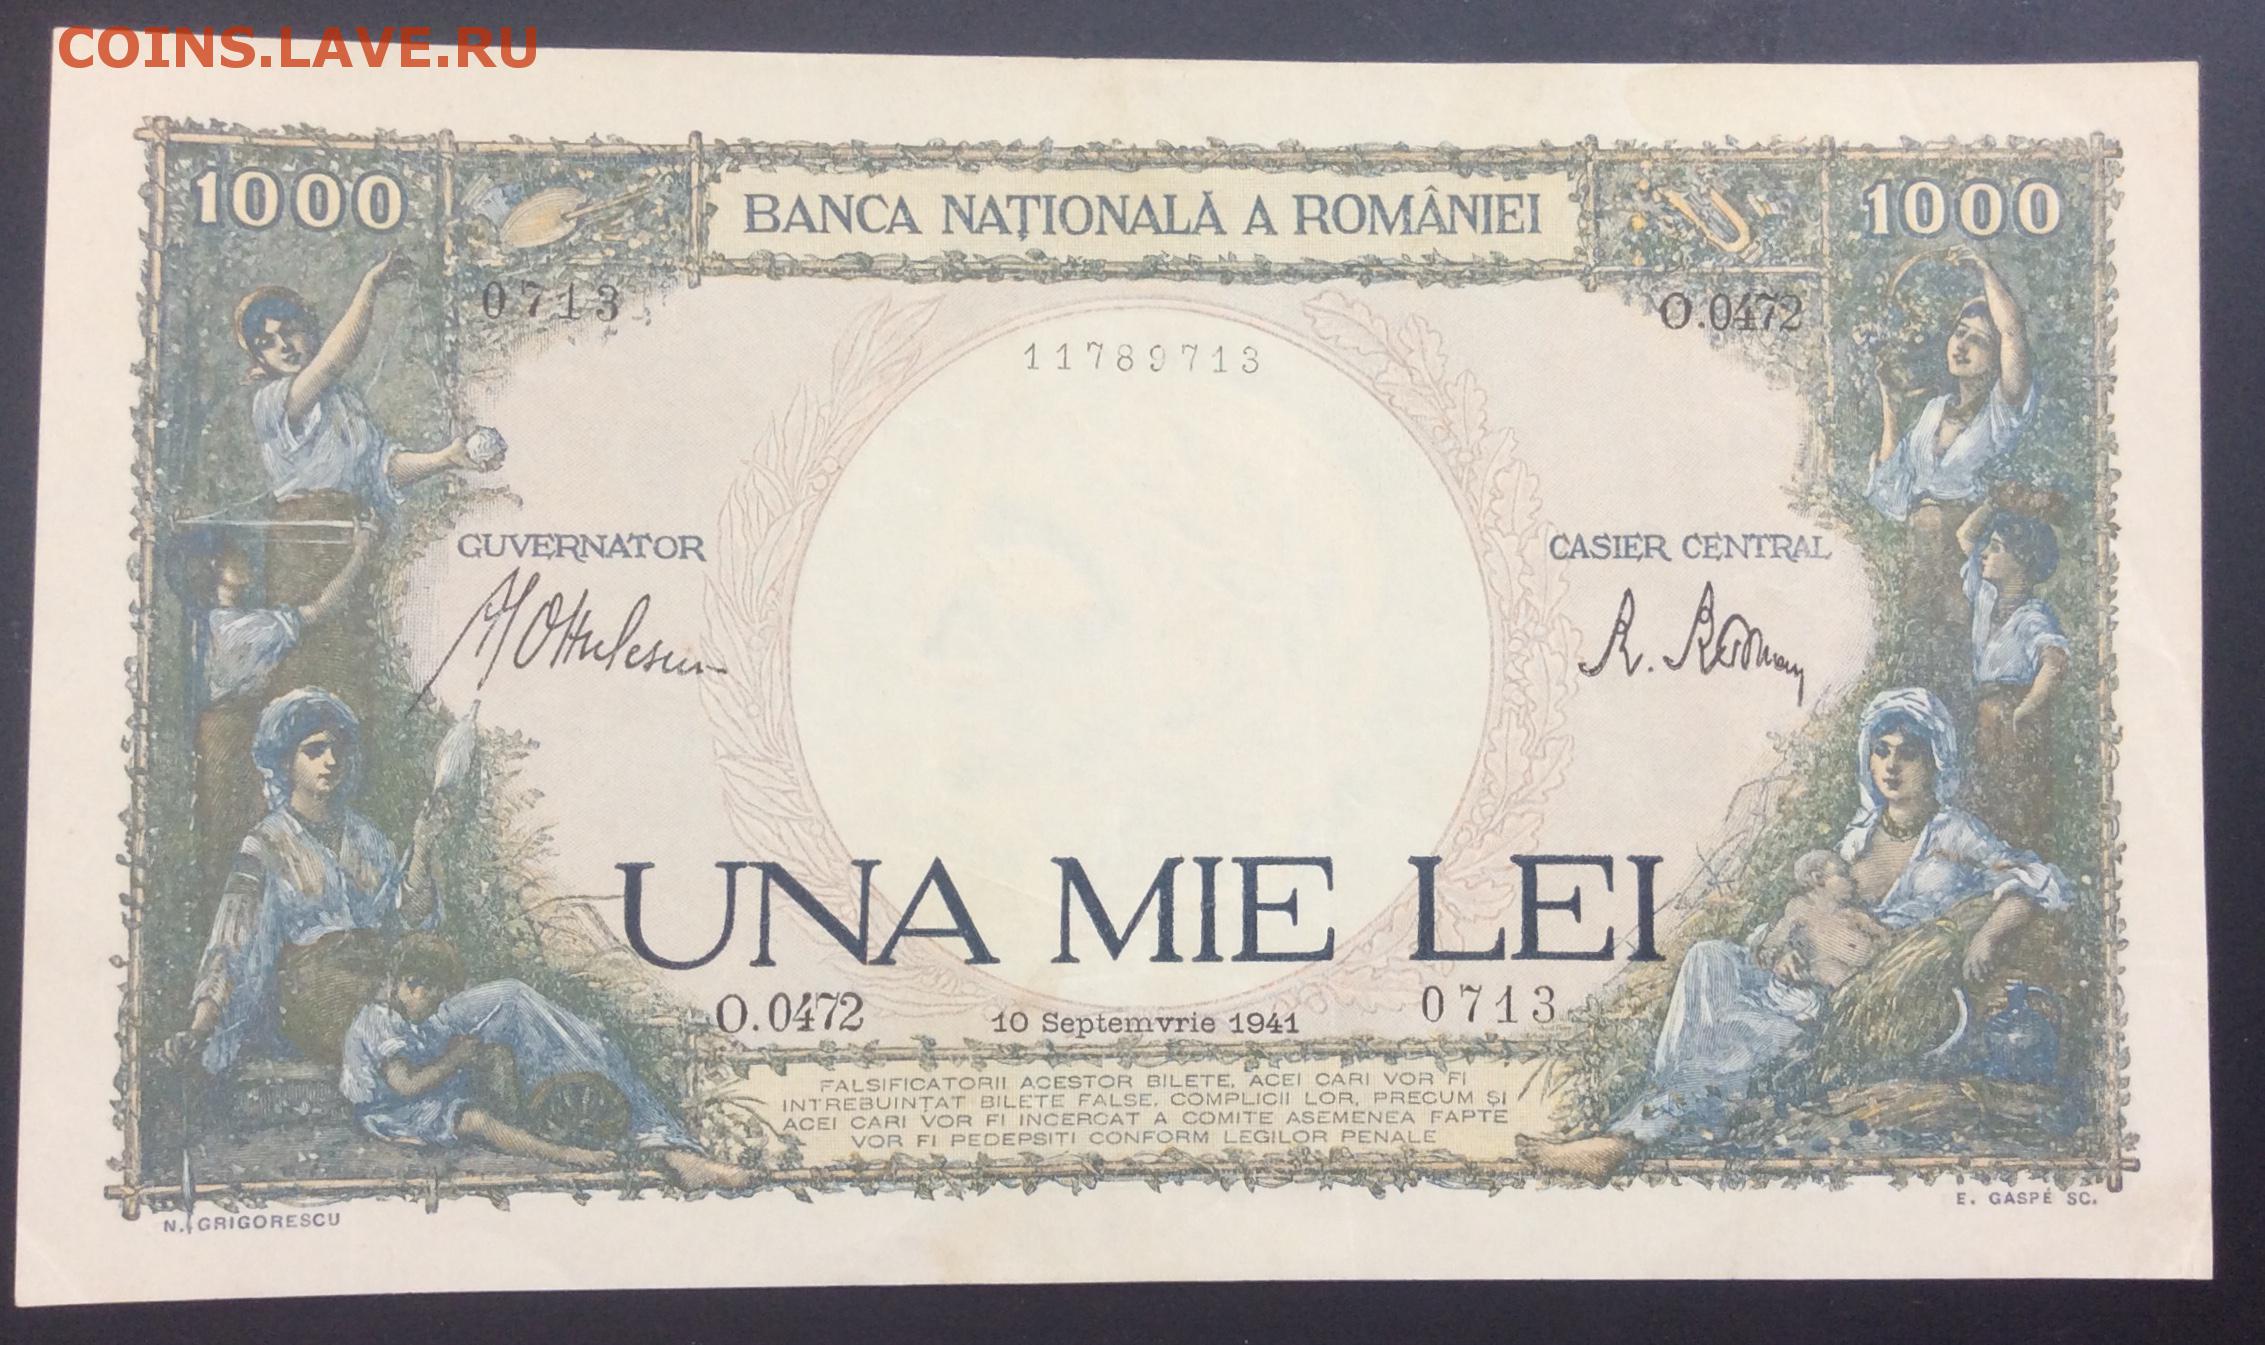 COINS.LAVE.RU
1000
BANCA NAȚIONALĂ A ROMÂNIEI
1000
0713
O.0472
11789713
GUVERNATOR
CASIER CENTRAL
UNA MIE LEI
O.0472
10 Septemvrie 1941
0713
FALSIFICATORII ACESTOR BILETE, ACEI CARI VOR FI
INTREBUINȚAT BILETE FALSE, COMPLICII LOR, PRECUM ȘI
ACEI CARI VOR FI INCERCAT A COMITE ASEMENEA FAPTE
VOR FI PEDEPSITI CONFORM LEGILOR PENALE
N. GRIGORESCU
E. GASPÉ SC.